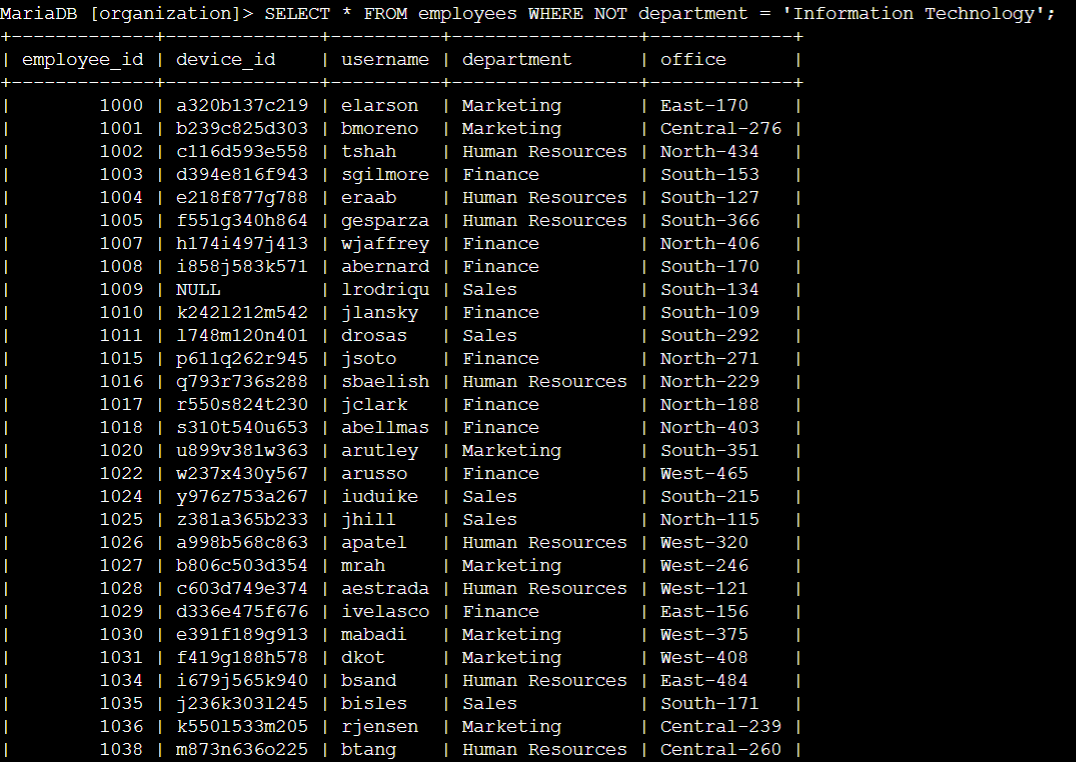 MariaDB [organization]> SELECT * FROM employees WHERE NOT department = 'Information Technology';
+-------------+--------------+----------+-----------------+-------------+
| employee_id | device_id    | username | department      | office      |
+-------------+--------------+----------+-----------------+-------------+
|        1000 | a320b137c219 | elarson  | Marketing       | East-170    |
|        1001 | b239c825d303 | bmoreno  | Marketing       | Central-276 |
|        1002 | c116d593e558 | tshah    | Human Resources | North-434   |
|        1003 | d394e816f943 | sgilmore | Finance         | South-153   |
|        1004 | e218f877g788 | eraab    | Human Resources | South-127   |
|        1005 | f551g340h864 | gesparza | Human Resources | South-366   |
|        1007 | h174i497j413 | wjaffrey | Finance         | North-406   |
|        1008 | i858j583k571 | abernard | Finance         | South-170   |
|        1009 | NULL         | lrodriqu | Sales           | South-134   |
|        1010 | k242l212m542 | jlansky  | Finance         | South-109   |
|        1011 | l748m120n401 | drosas   | Sales           | South-292   |
|        1015 | p611q262r945 | jsoto    | Finance         | North-271   |
|        1016 | q793r736s288 | sbaelish | Human Resources | North-229   |
|        1017 | r550s824t230 | jclark   | Finance         | North-188   |
|        1018 | s310t540u653 | abellmas | Finance         | North-403   |
|        1020 | u899v381w363 | arutley  | Marketing       | South-351   |
|        1022 | w237x430y567 | arusso   | Finance         | West-465    |
|        1024 | y976z753a267 | iuduike  | Sales           | South-215   |
|        1025 | z381a365b233 | jhill    | Sales           | North-115   |
|        1026 | a998b568c863 | apatel   | Human Resources | West-320    |
|        1027 | b806c503d354 | mrah     | Marketing       | West-246    |
|        1028 | c603d749e374 | aestrada | Human Resources | West-121    |
|        1029 | d336e475f676 | ivelasco | Finance         | East-156    |
|        1030 | e391f189g913 | mabadi   | Marketing       | West-375    |
|        1031 | f419g188h578 | dkot     | Marketing       | West-408    |
|        1034 | i679j565k940 | bsand    | Human Resources | East-484    |
|        1035 | j236k303l245 | bisles   | Sales           | South-171   |
|        1036 | k550l533m205 | rjensen  | Marketing       | Central-239 |
|        1038 | m873n636o225 | btang    | Human Resources | Central-260 |